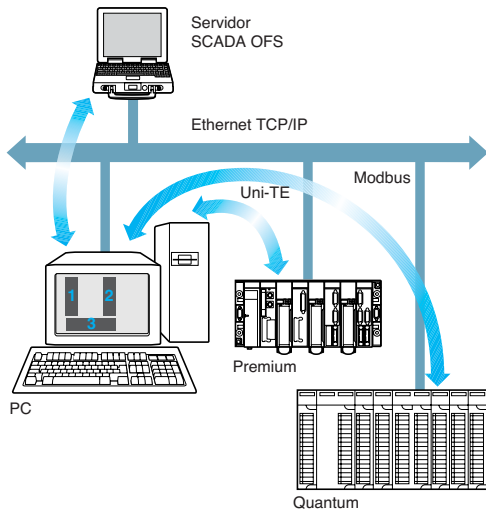 Servidor
SCADA OFS
Ethernet TCP/IP
Modbus
Uni-TE
1
2
3
Premium
PC
Quantum